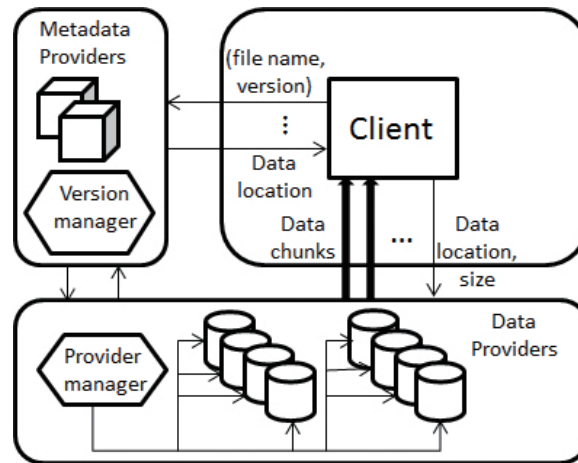 Metadata
Providers
Version
manager
(file name,
version)
...
Data
location
Client
Data
chunks
...
Data
location,
size
Provider
manager
Data
Providers